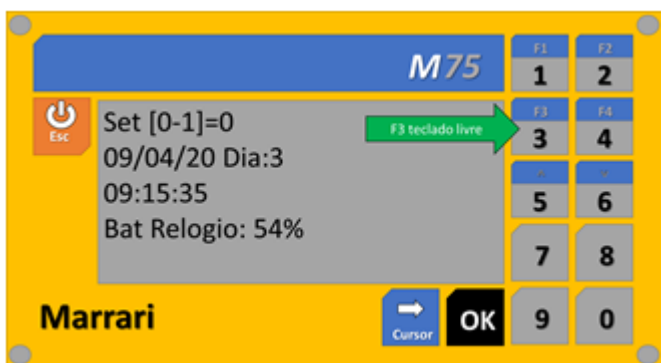 M75
F1
F2
1
2
Esc
Set [0-1]=0
09/04/20 Dia:3
09:15:35
Bat Relogio: 54%
F3 teclado livre
F3
F4
3
4
5
6
7
8
Marrari
Cursor
OK
9
0